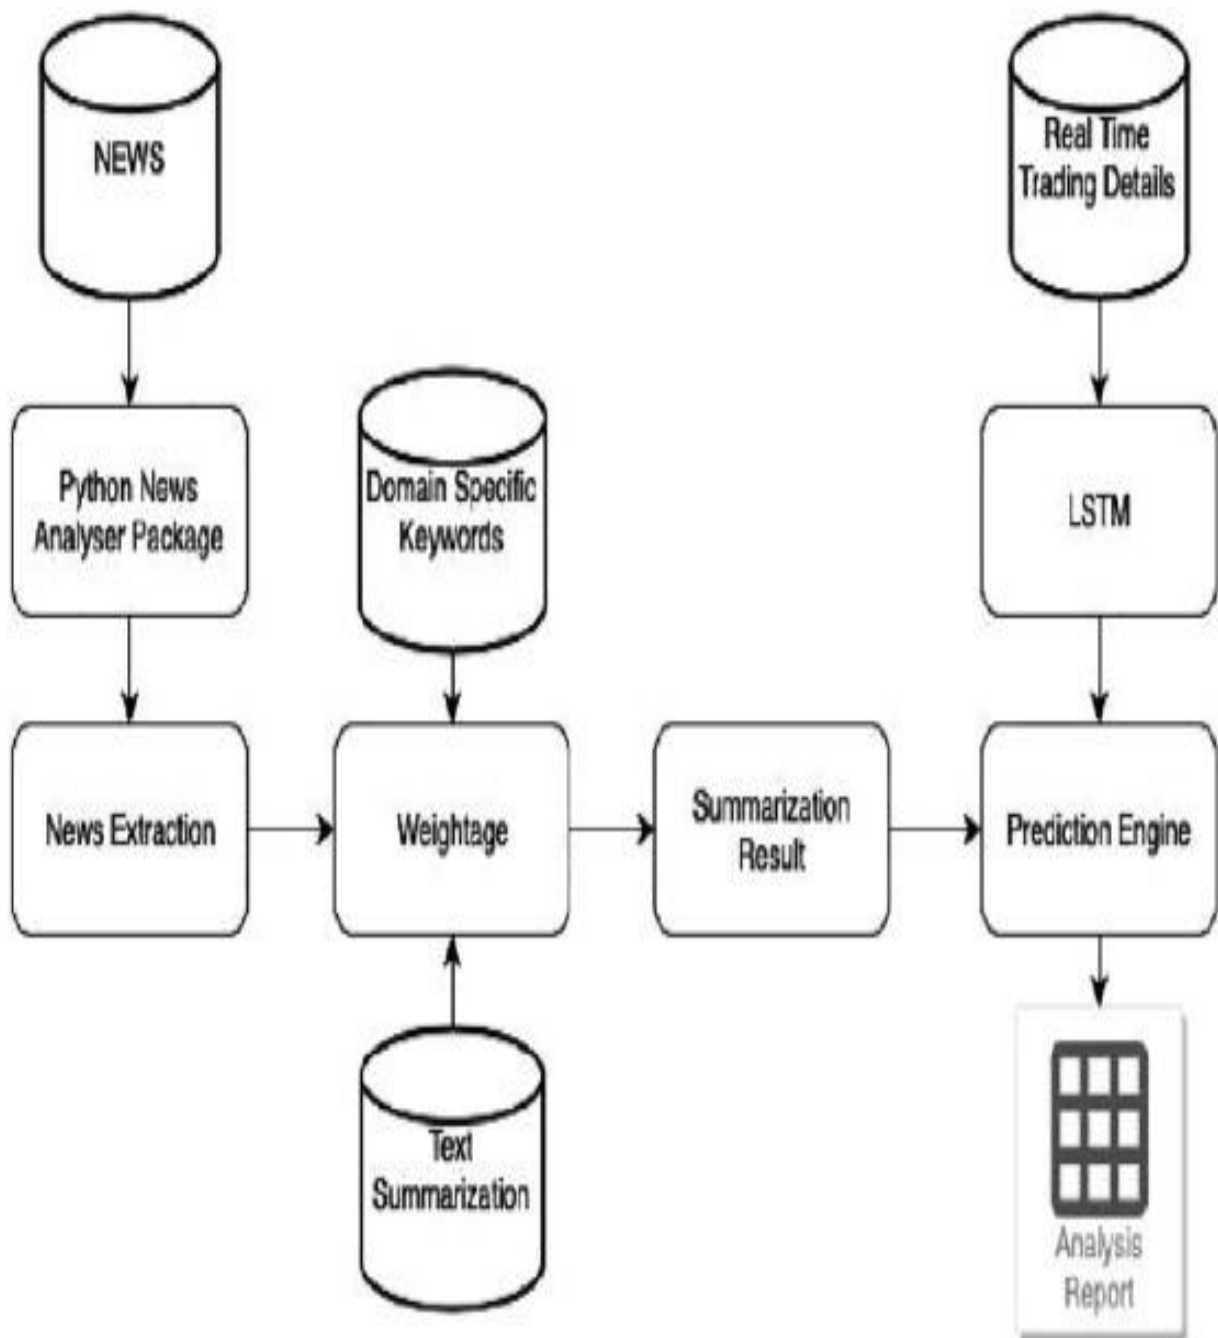 NEWS
Real Time
Trading Details
Python News
Analyser Package
Domain Specific
Keywords
LSTM
News Extraction
Weightage
Summarization
Result
Prediction Engine
Text
Summarization
Analysis
Report